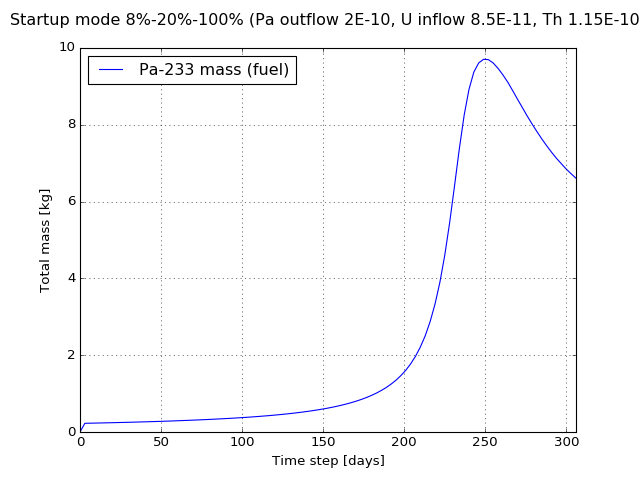 Startup mode 8%-20%-100% (Pa outflow 2E-10, U inflow 8.5E-11, Th 1.15E-10
10
Pa-233 mass (fuel)
8
6
4
2
0
Total mass [kg]
0 50 100 150 200 250 300
Time step [days]